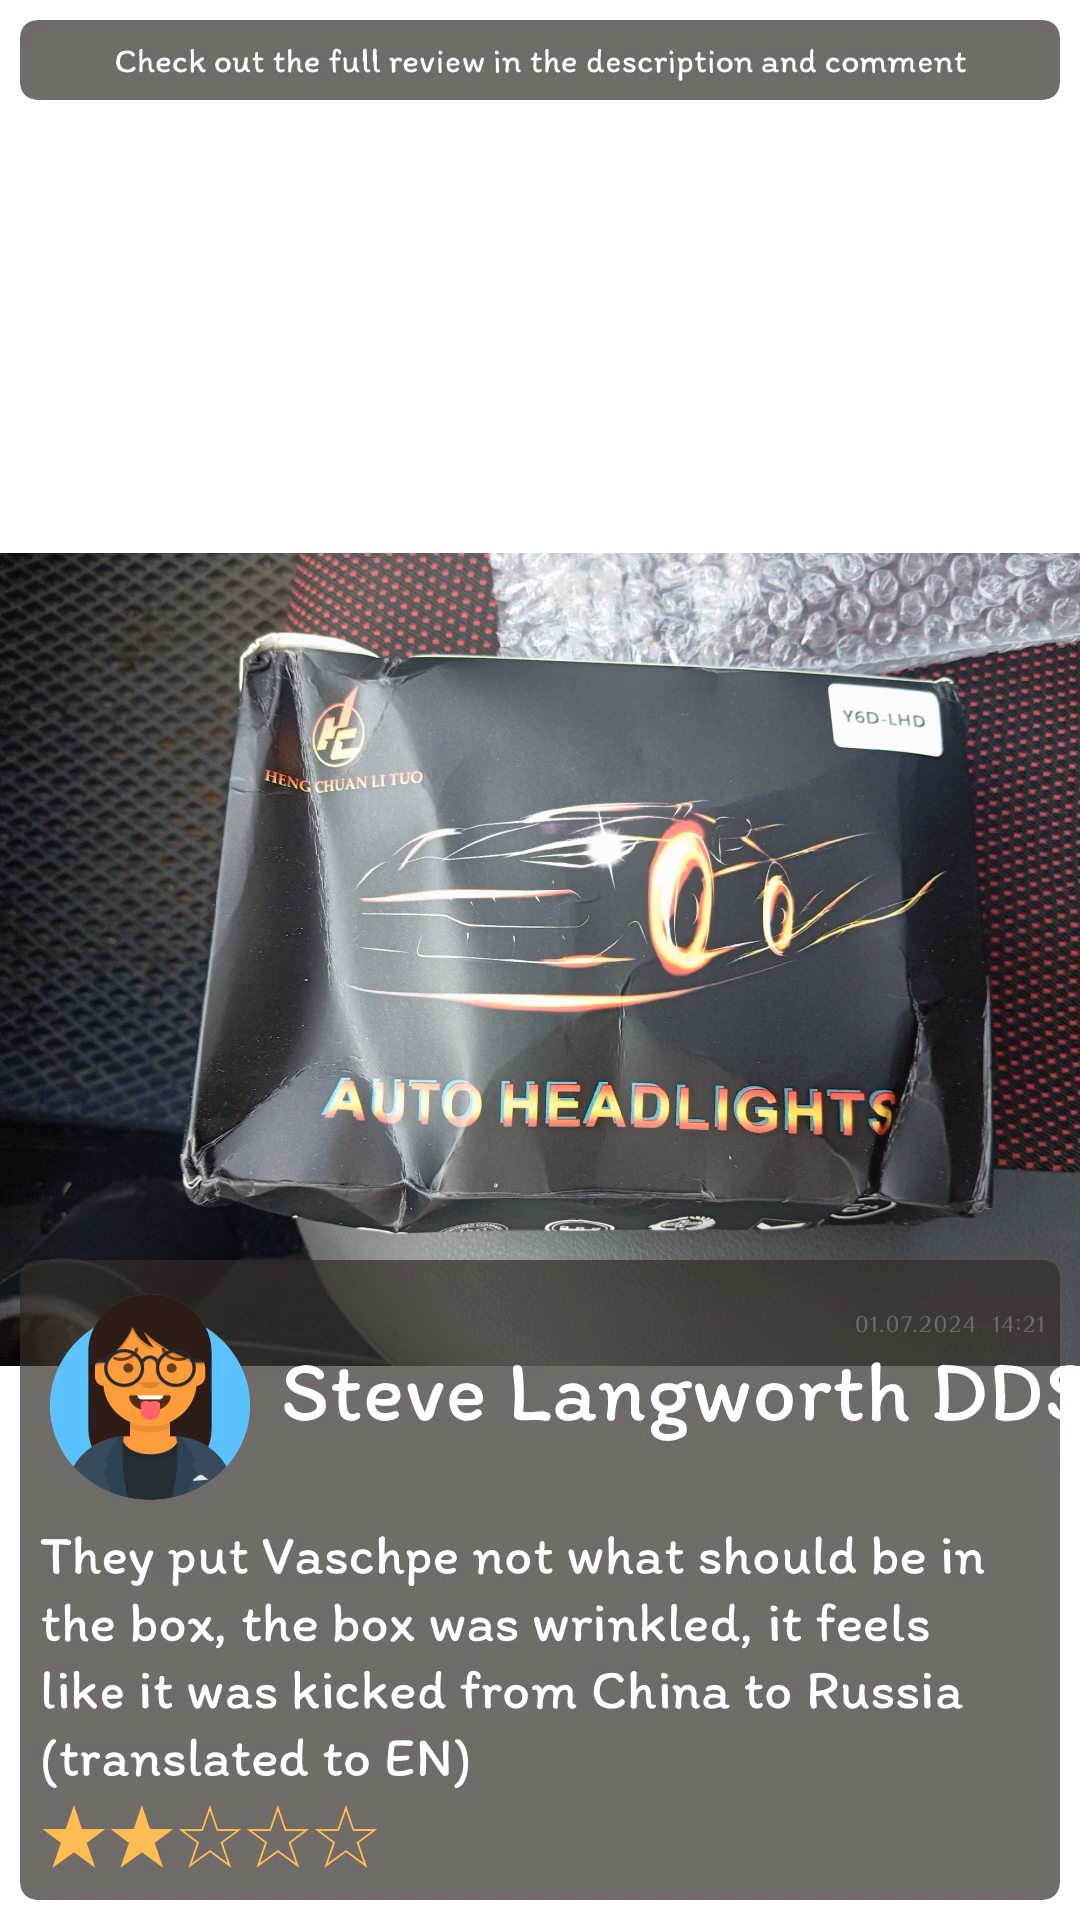 Check out the full review in the description and comment
HENG CHUAN LI TUO
Y6D-LHD
AUTO HEADLIGHTS
01.07.2024 14:21
Steve Langworth DDS
They put Vaschpe not what should be in
the box, the box was wrinkled, it feels
like it was kicked from China to Russia
(translated to EN)